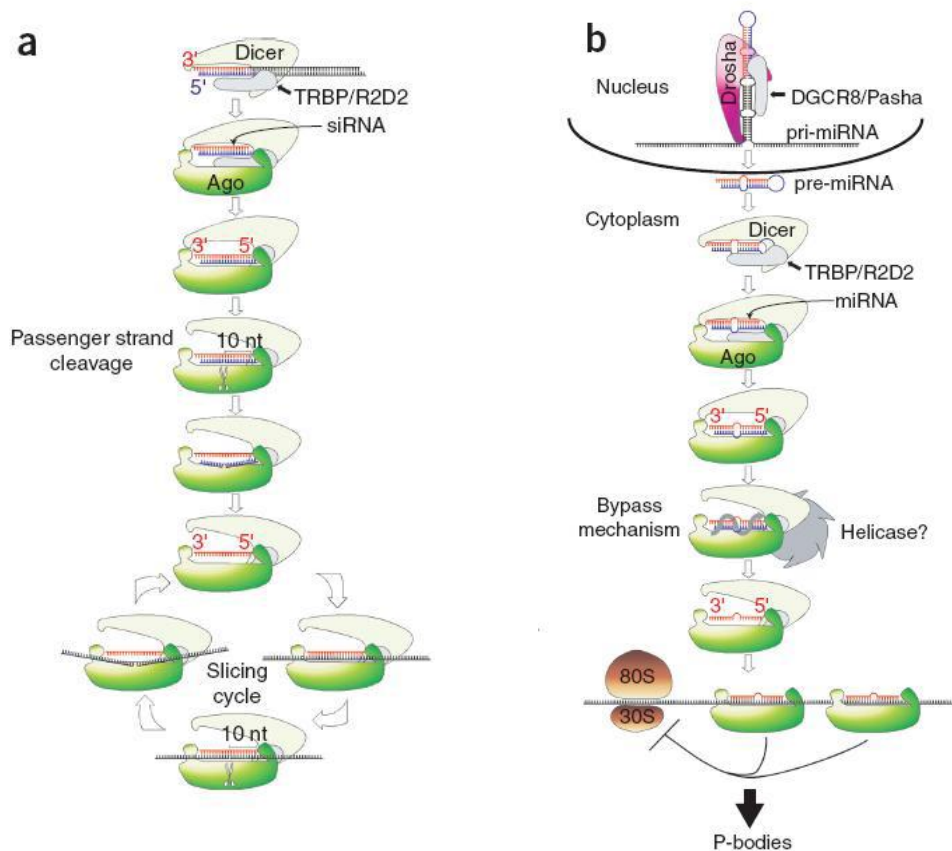 a
3'
Dicer
5'
TRBP/R2D2
siRNA
Ago
3' 5'
Passenger strand
cleavage
10 nt
3' 5'
Slicing
cycle
10 nt
b
Nucleus
Drosha
DGCR8/Pasha
pri-miRNA
pre-miRNA
Cytoplasm
Dicer
TRBP/R2D2
miRNA
Ago
3' 5'
Bypass
mechanism
Helicase?
3' 5'
80S
30S
P-bodies